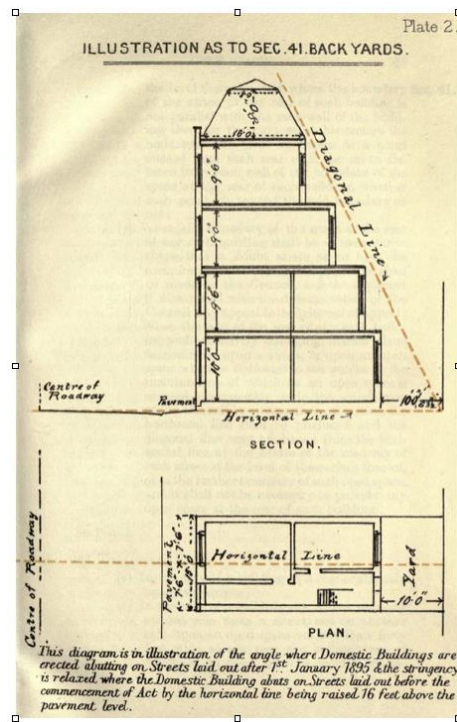 Plate 2.
ILLUSTRATION AS TO SEC. 41. BACK YARDS.
16'0"
Diagonal Line
9'6"
9'0"
9'6"
10'0"
Centre of
Roadway
Pavement
10'0"
Horizontal Line
SECTION.
Centre of Roadway
Pavement
Horizontal Line
Yard
10'0"
PLAN.
This diagram is in illustration of the angle where Domestic Buildings are
erected abutting on Streets laid out after 1st January 1895 & the stringency
is relaxed where the Domestic Building abuts on Streets laid out before the
commencement of Act by the horizontal line being raised 16 feet above the
pavement level.